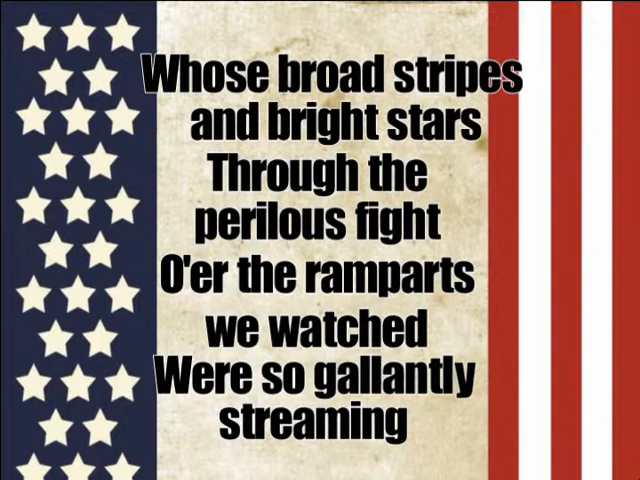 Whose broad stripes
and bright stars
Through the
perilous fight
O'er the ramparts
we watched
Were so gallantly
streaming